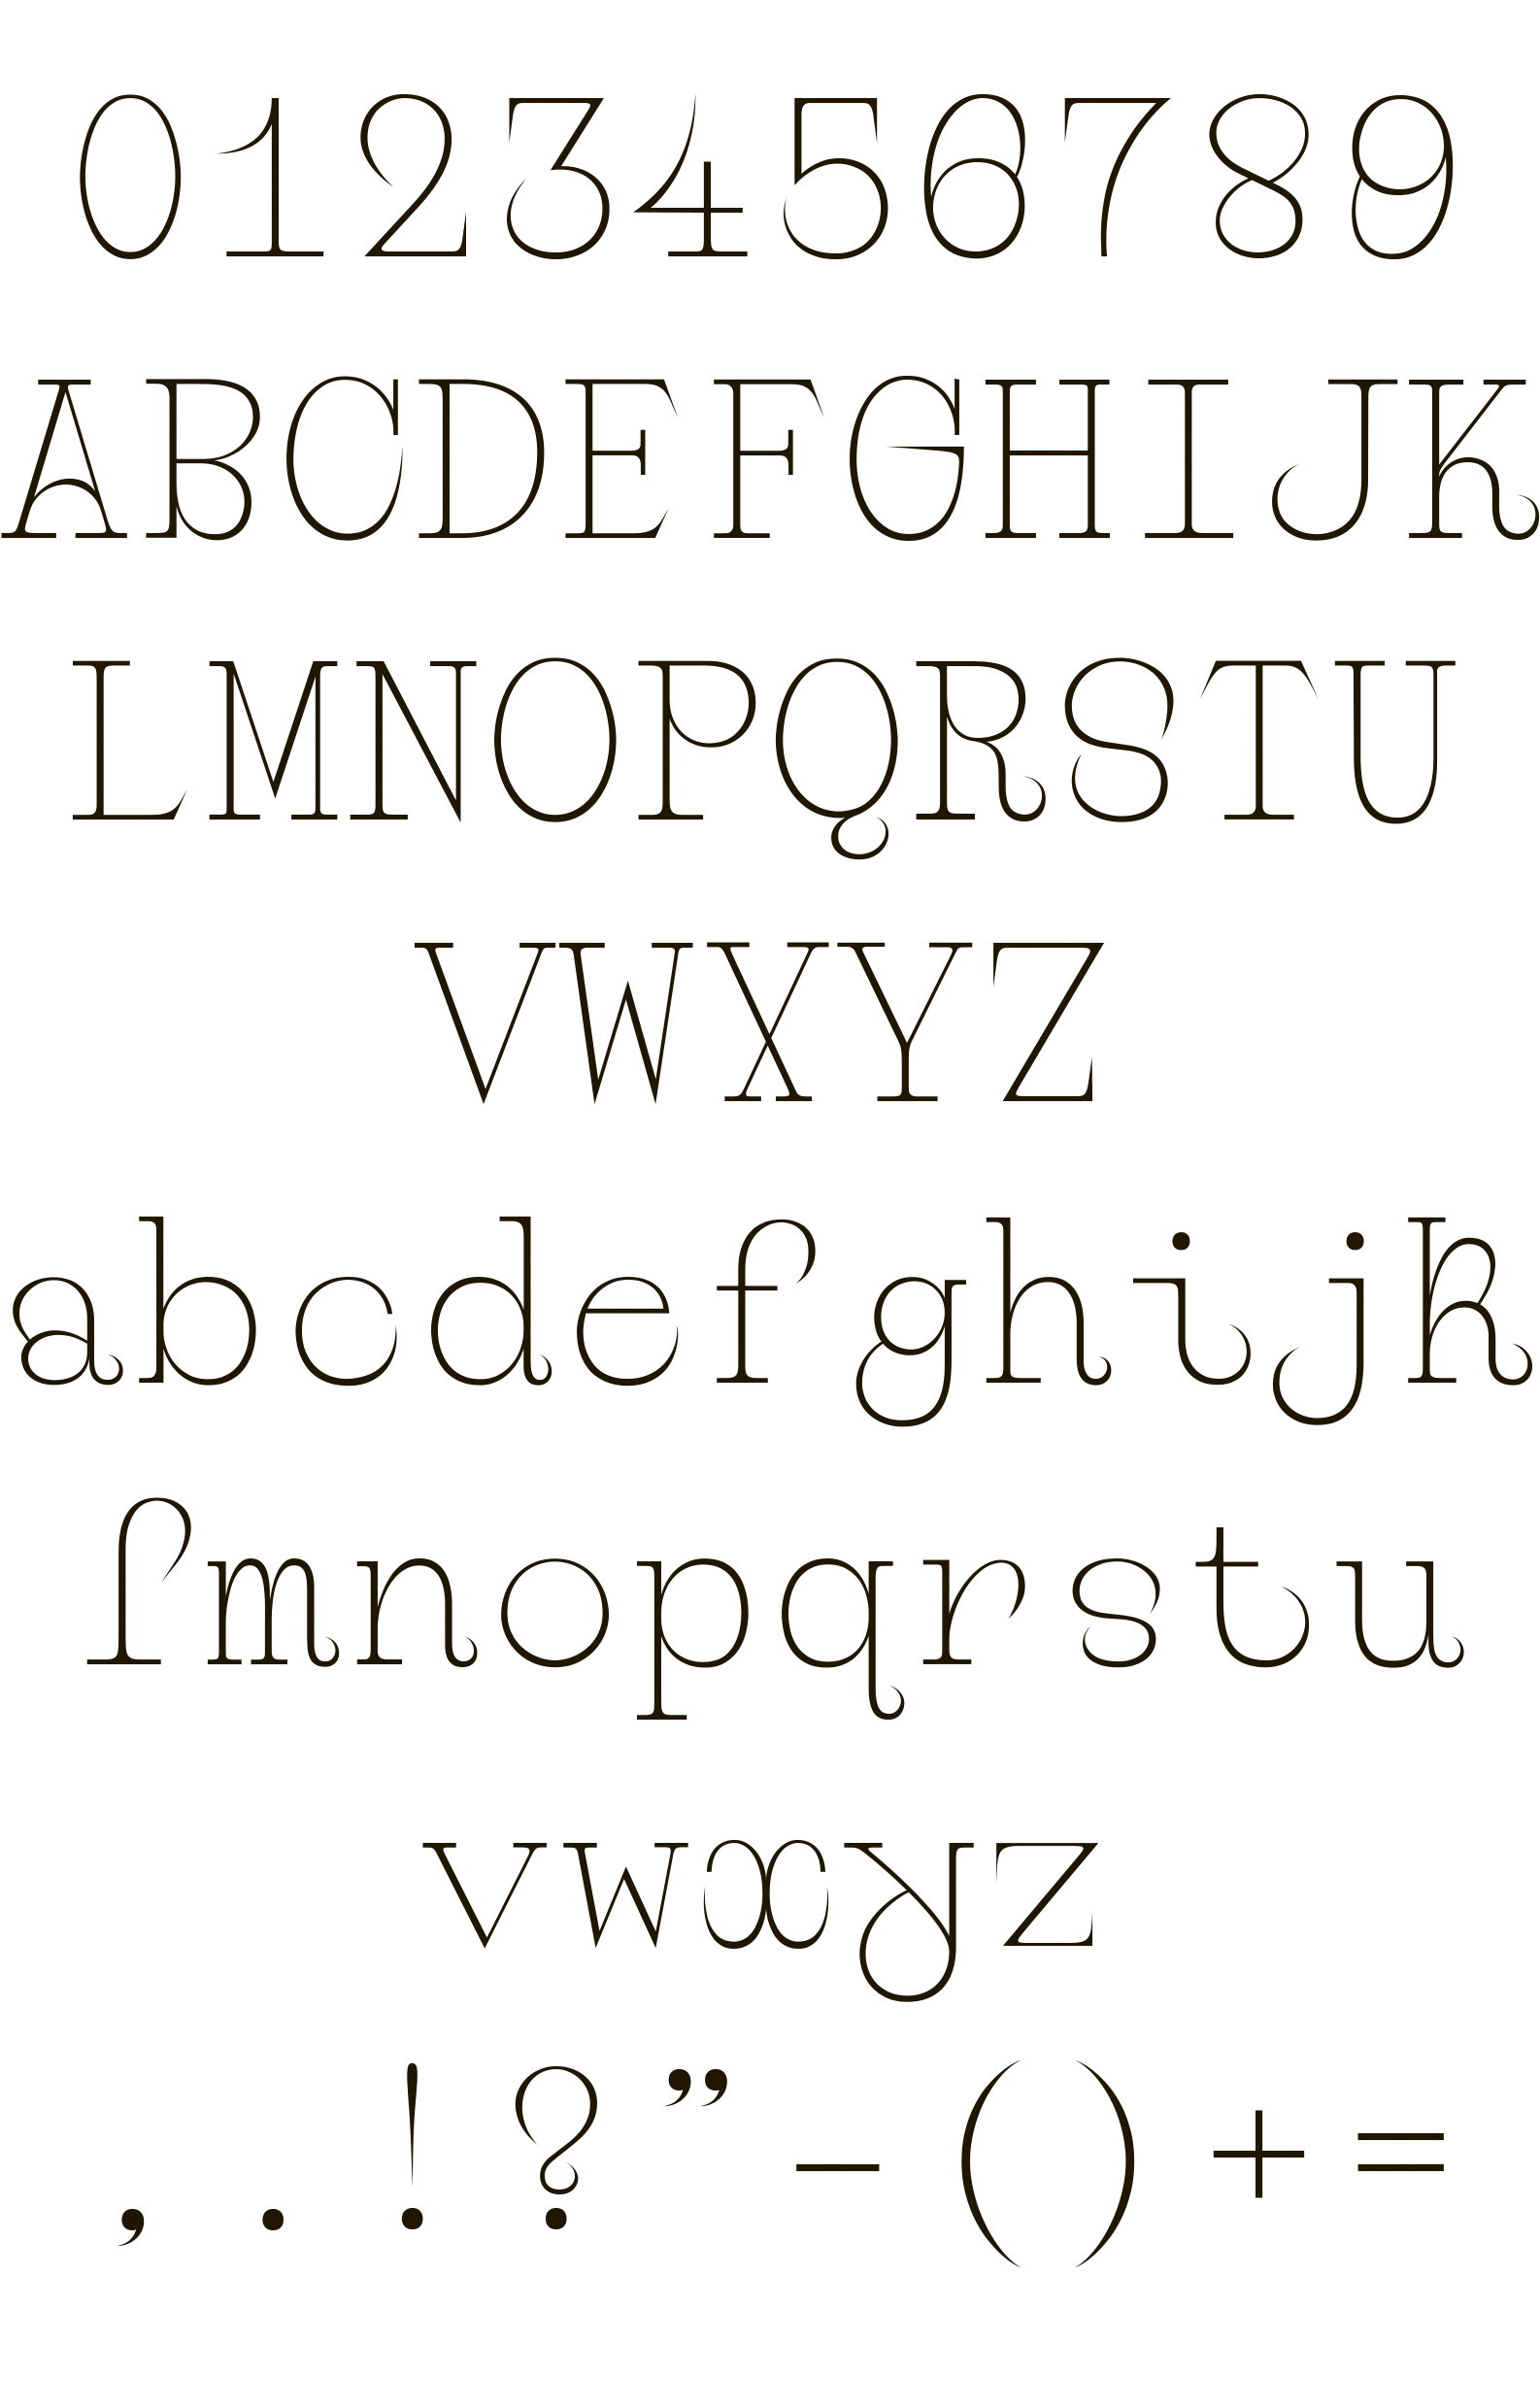 0123456789
ABCDEFGHIJK
LMNOPQRSTU
VWXYZ
abcdefghijk
lmnopqrstu
vwxyz
,.!?”–()+=